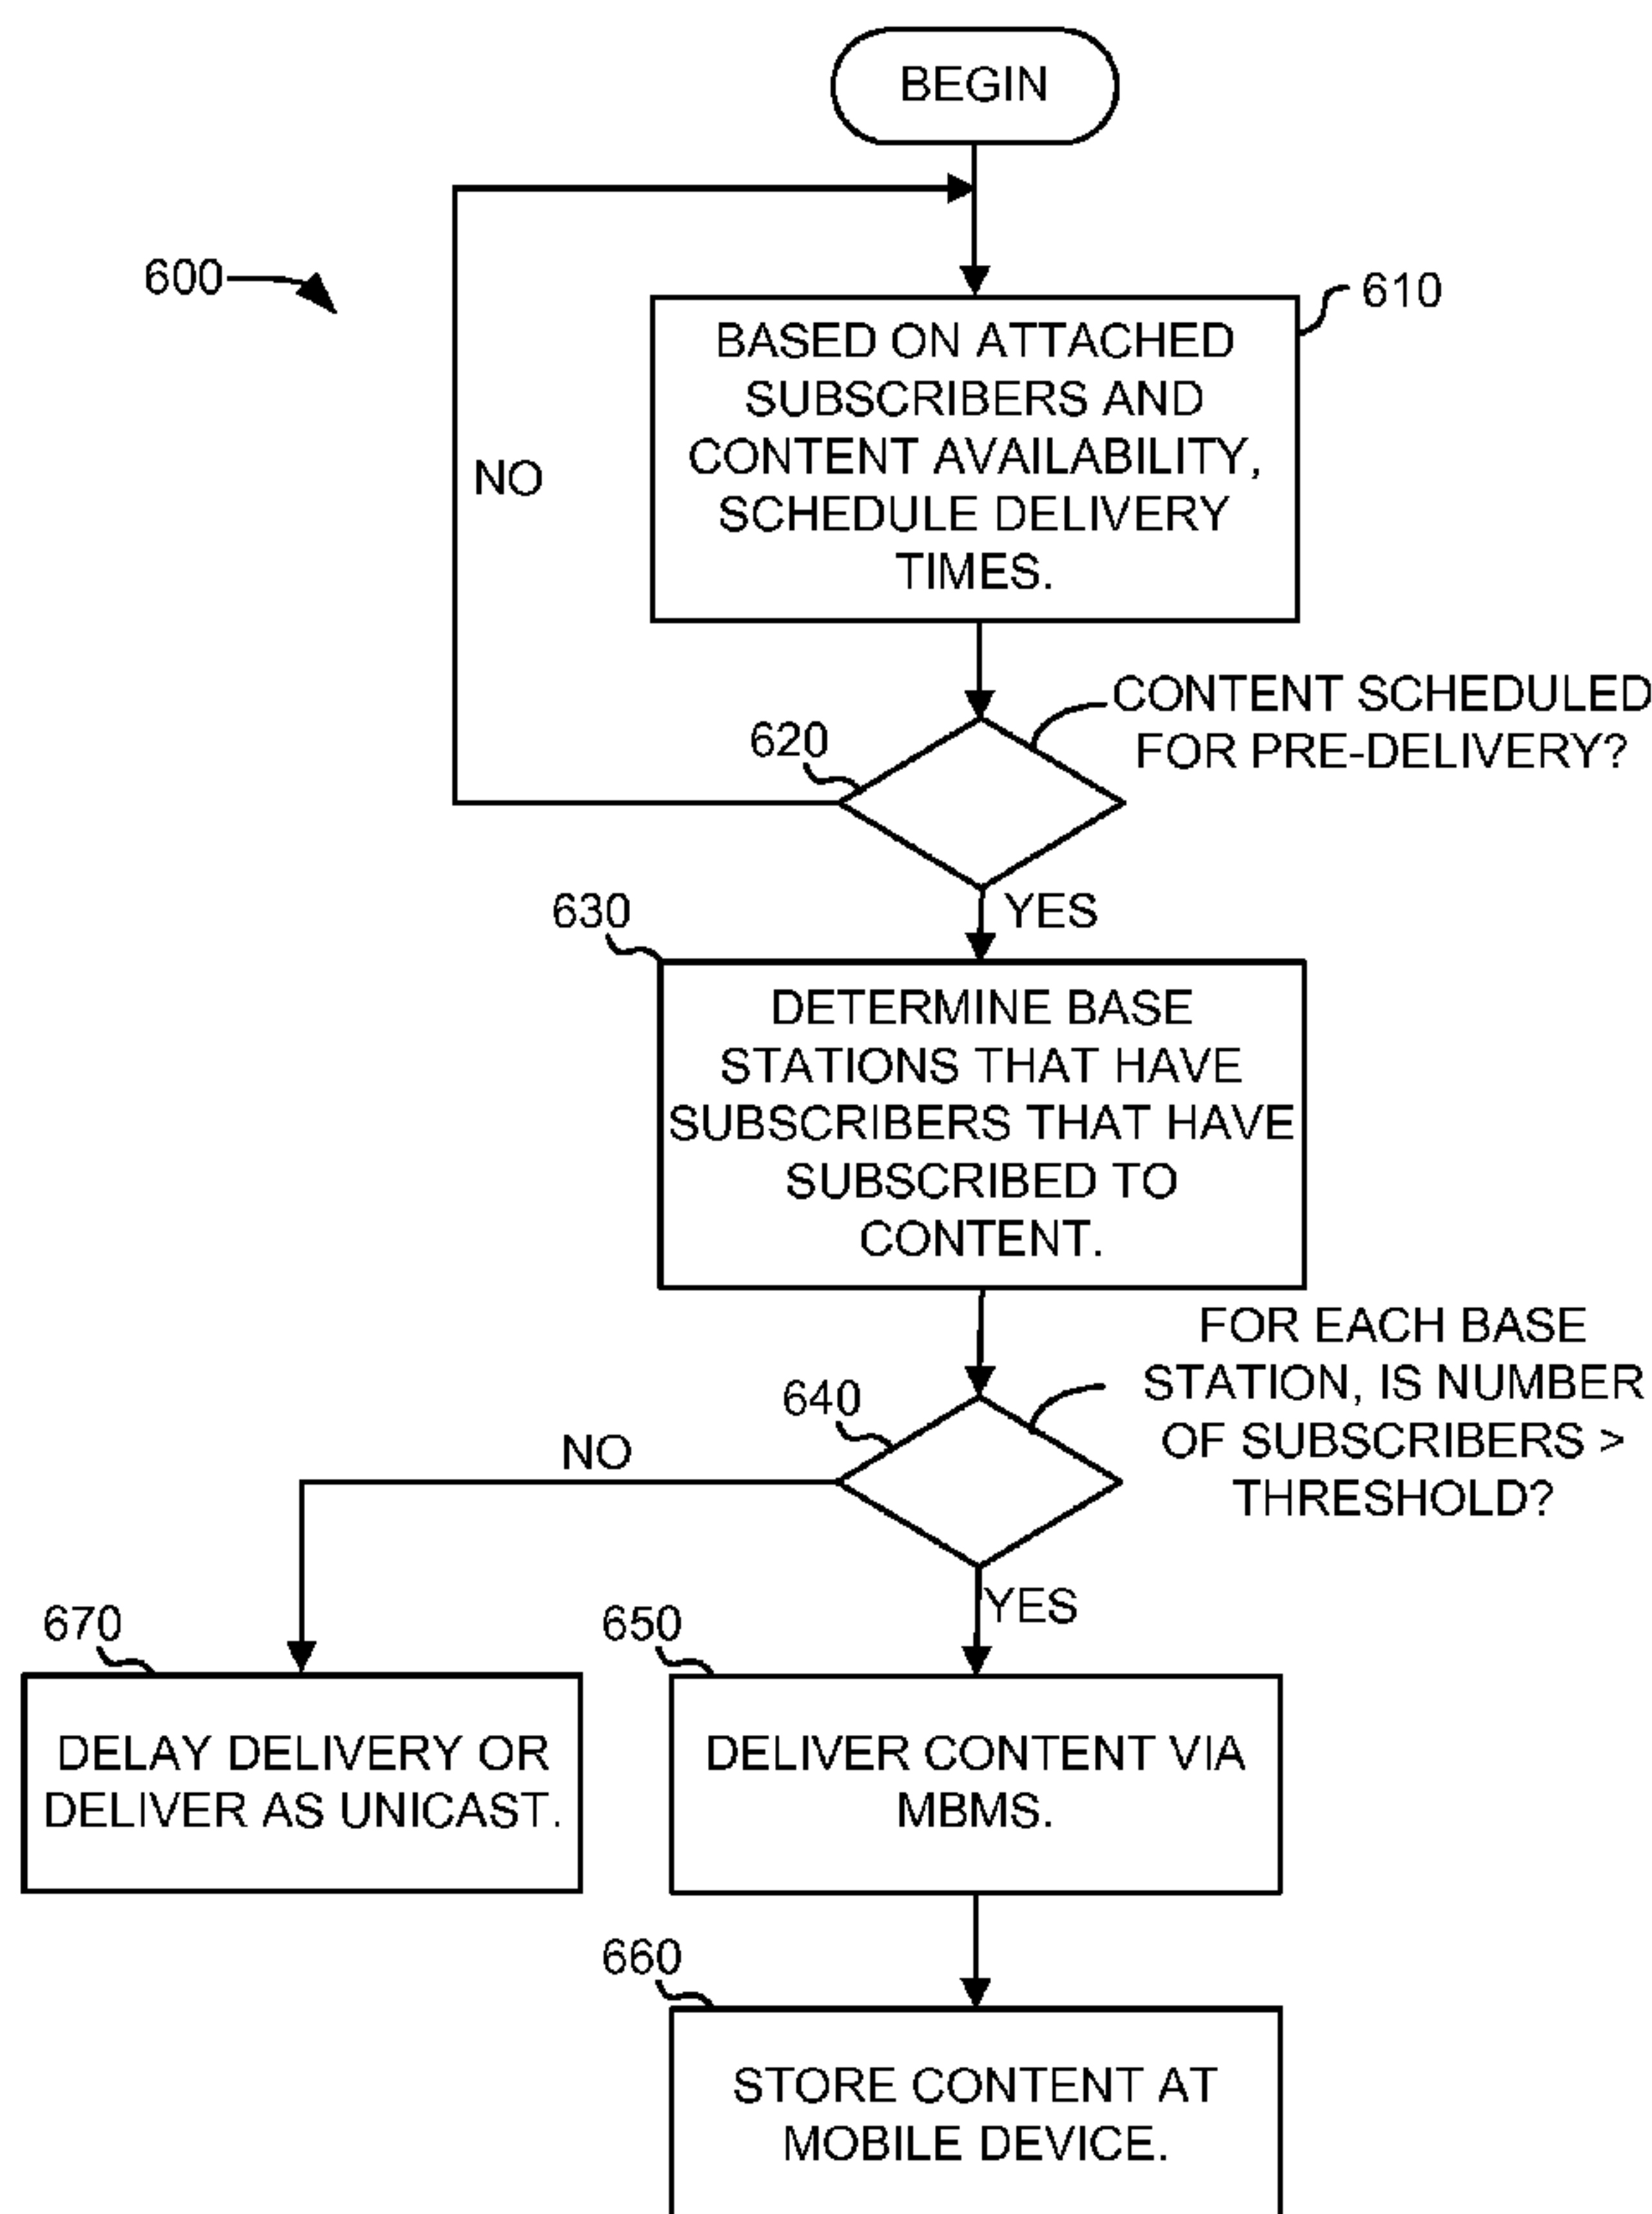 BEGIN
600
610
BASED ON ATTACHED
SUBSCRIBERS AND
CONTENT AVAILABILITY,
SCHEDULE DELIVERY
TIMES.
NO
CONTENT SCHEDULED
FOR PRE-DELIVERY?
620
YES
630
DETERMINE BASE
STATIONS THAT HAVE
SUBSCRIBERS THAT HAVE
SUBSCRIBED TO
CONTENT.
FOR EACH BASE
STATION, IS NUMBER
OF SUBSCRIBERS >
THRESHOLD?
640
NO
YES
670
DELAY DELIVERY OR
DELIVER AS UNICAST.
650
DELIVER CONTENT VIA
MBMS.
660
STORE CONTENT AT
MOBILE DEVICE.